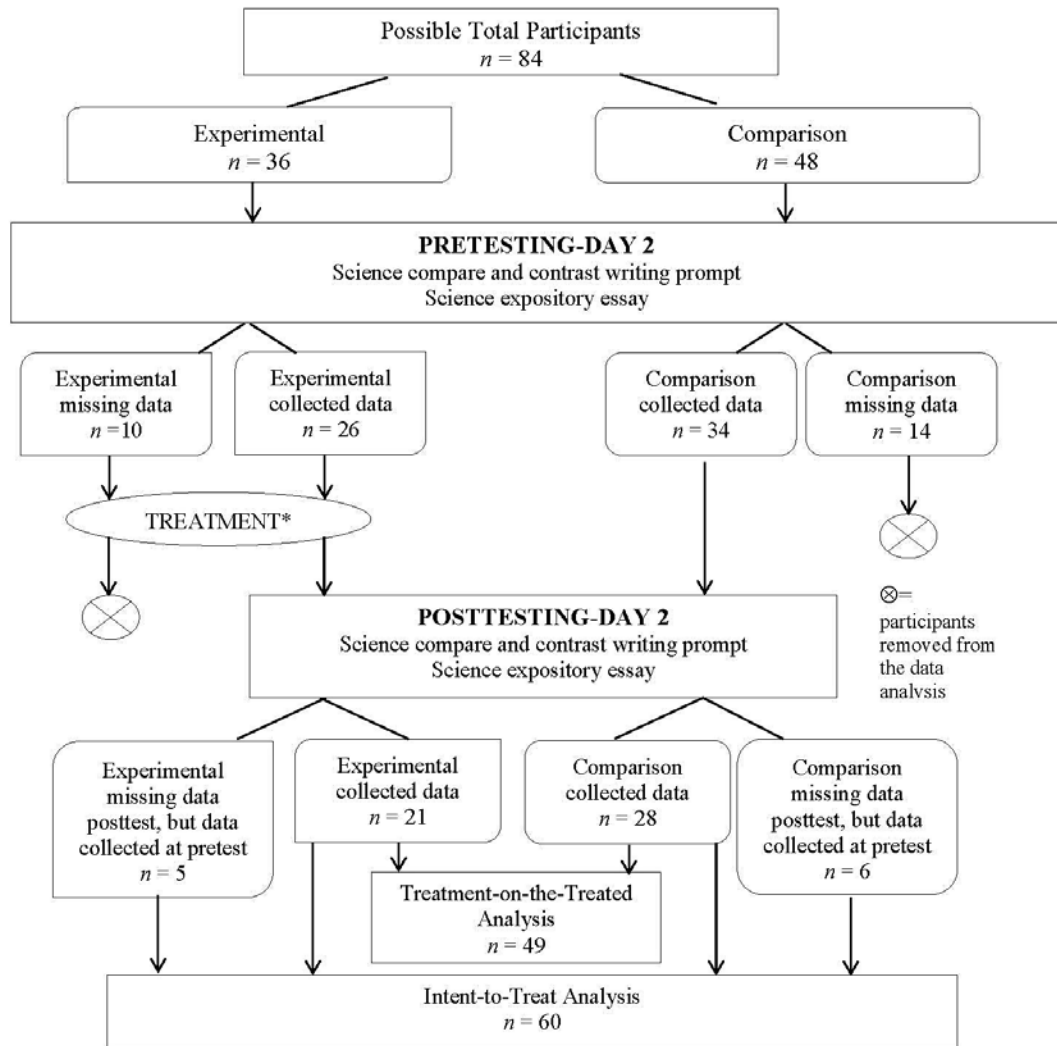 Possible Total Participants
n = 84
Experimental
n = 36
Comparison
n = 48
PRETESTING-DAY 2
Science compare and contrast writing prompt
Science expository essay
Experimental
missing data
n =10
Experimental
collected data
n = 26
Comparison
collected data
n = 34
Comparison
missing data
n = 14
TREATMENT*
⊗=
participants
removed from
the data
analysis
POSTTESTING-DAY 2
Science compare and contrast writing prompt
Science expository essay
Experimental
missing data
posttest, but data
collected at pretest
n = 5
Experimental
collected data
n = 21
Comparison
collected data
n = 28
Comparison
missing data
posttest, but data
collected at pretest
n = 6
Treatment-on-the-Treated
Analysis
n = 49
Intent-to-Treat Analysis
n = 60